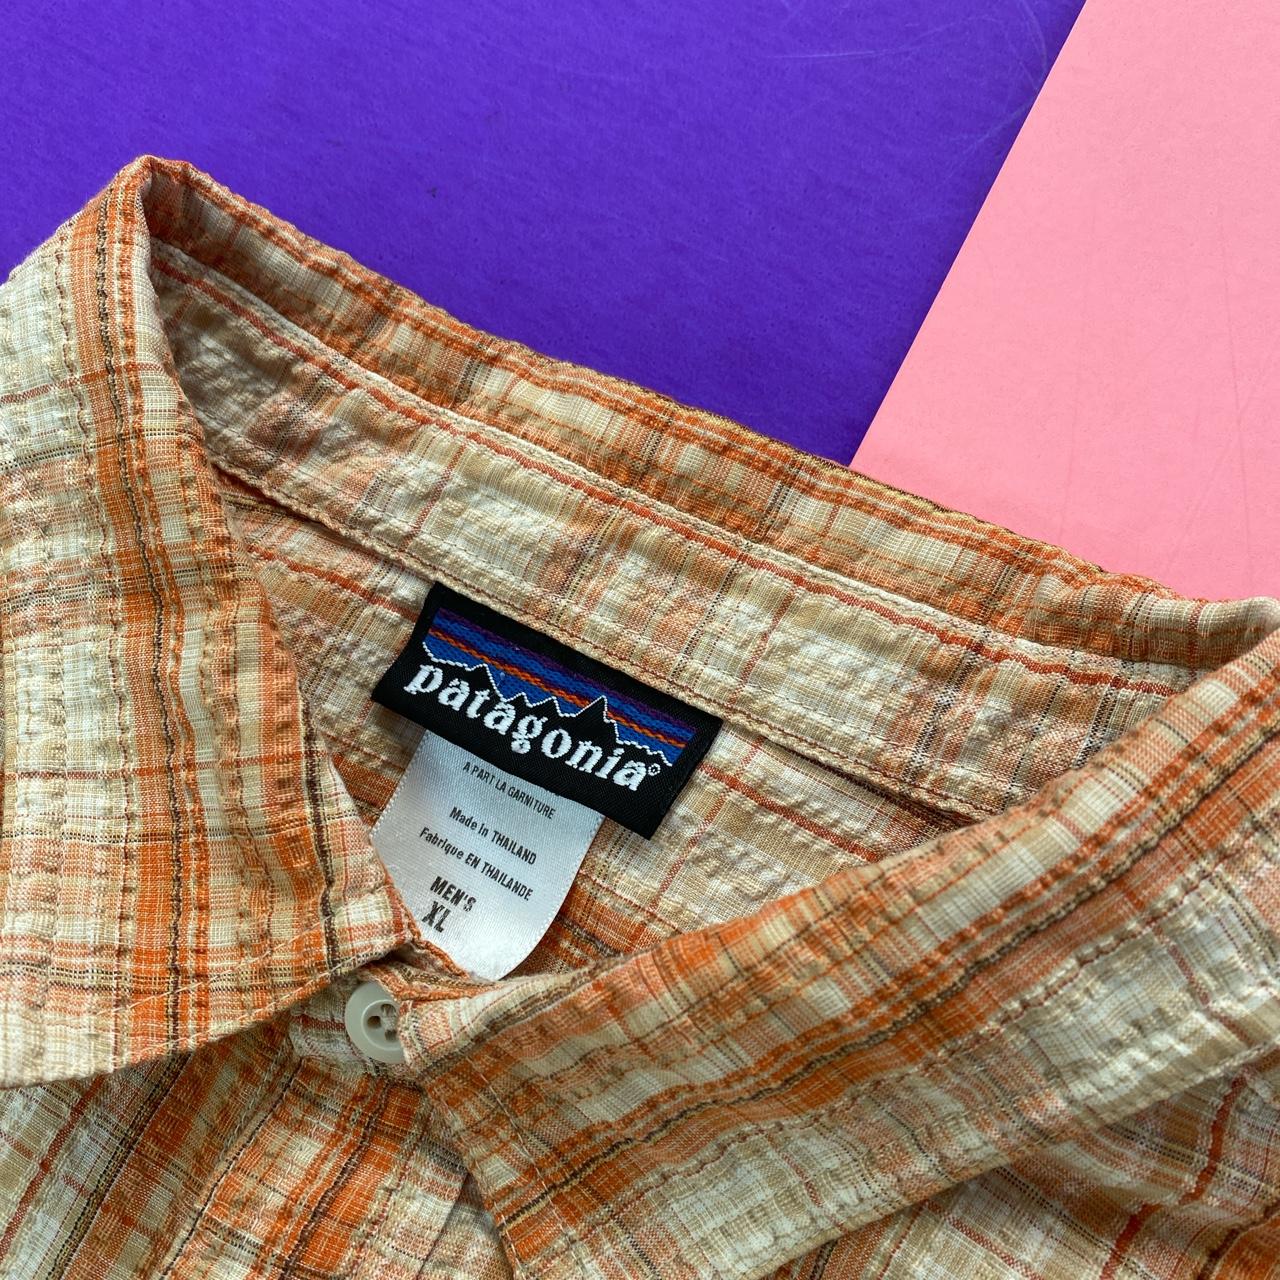 patagonia®
A PART LA GARNITURE
Made in THAILAND
Fabrique EN THAILANDE
MEN'S
XL